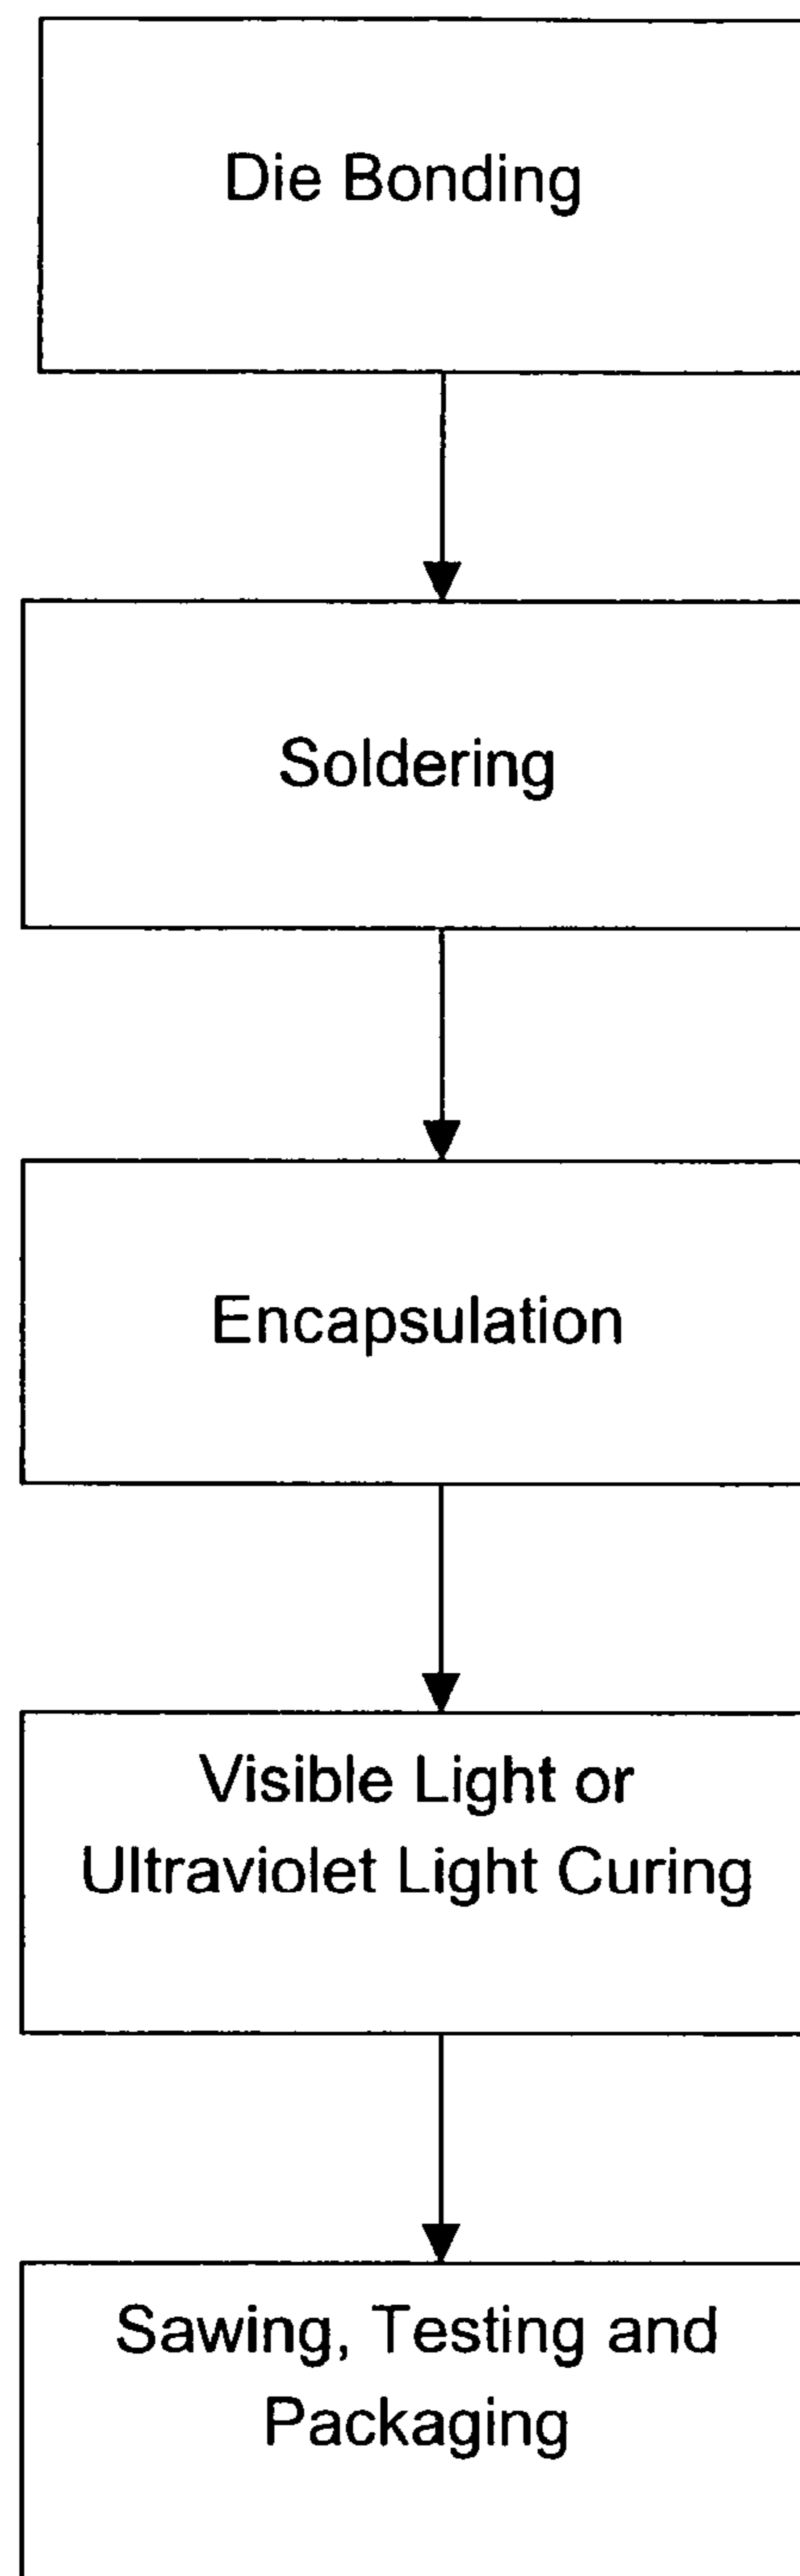 Die Bonding
Soldering
Encapsulation
Visible Light or
Ultraviolet Light Curing
Sawing, Testing and
Packaging